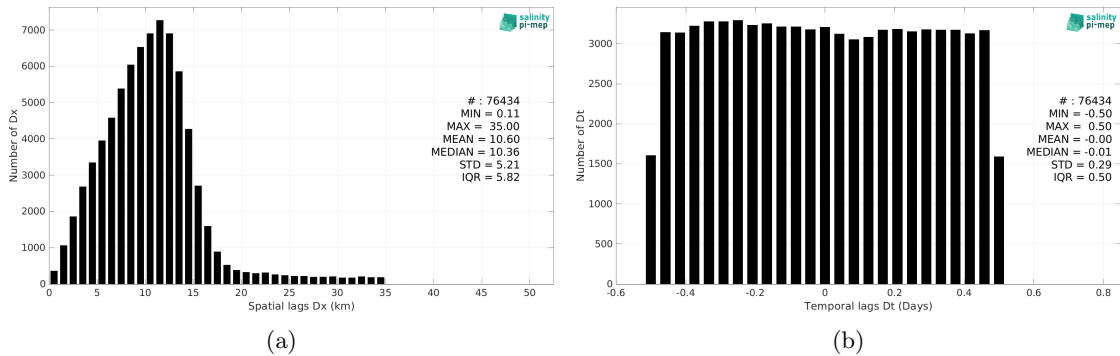 7000
6000
5000
4000
3000
2000
1000
0
Number of Dx
salinity
pi-mep
# : 76434
MIN = 0.11
MAX = 35.00
MEAN = 10.60
MEDIAN = 10.36
STD = 5.21
IQR = 5.82
0 5 10 15 20 25 30 35 40 45 50
Spatial lags Dx (km)
(a)
3000
2500
2000
1500
1000
500
0
Number of Dt
salinity
pi-mep
# : 76434
MIN = -0.50
MAX = 0.50
MEAN = -0.00
MEDIAN = -0.01
STD = 0.29
IQR = 0.50
-0.6 -0.4 -0.2 0 0.2 0.4 0.6 0.8
Temporal lags Dt (Days)
(b)